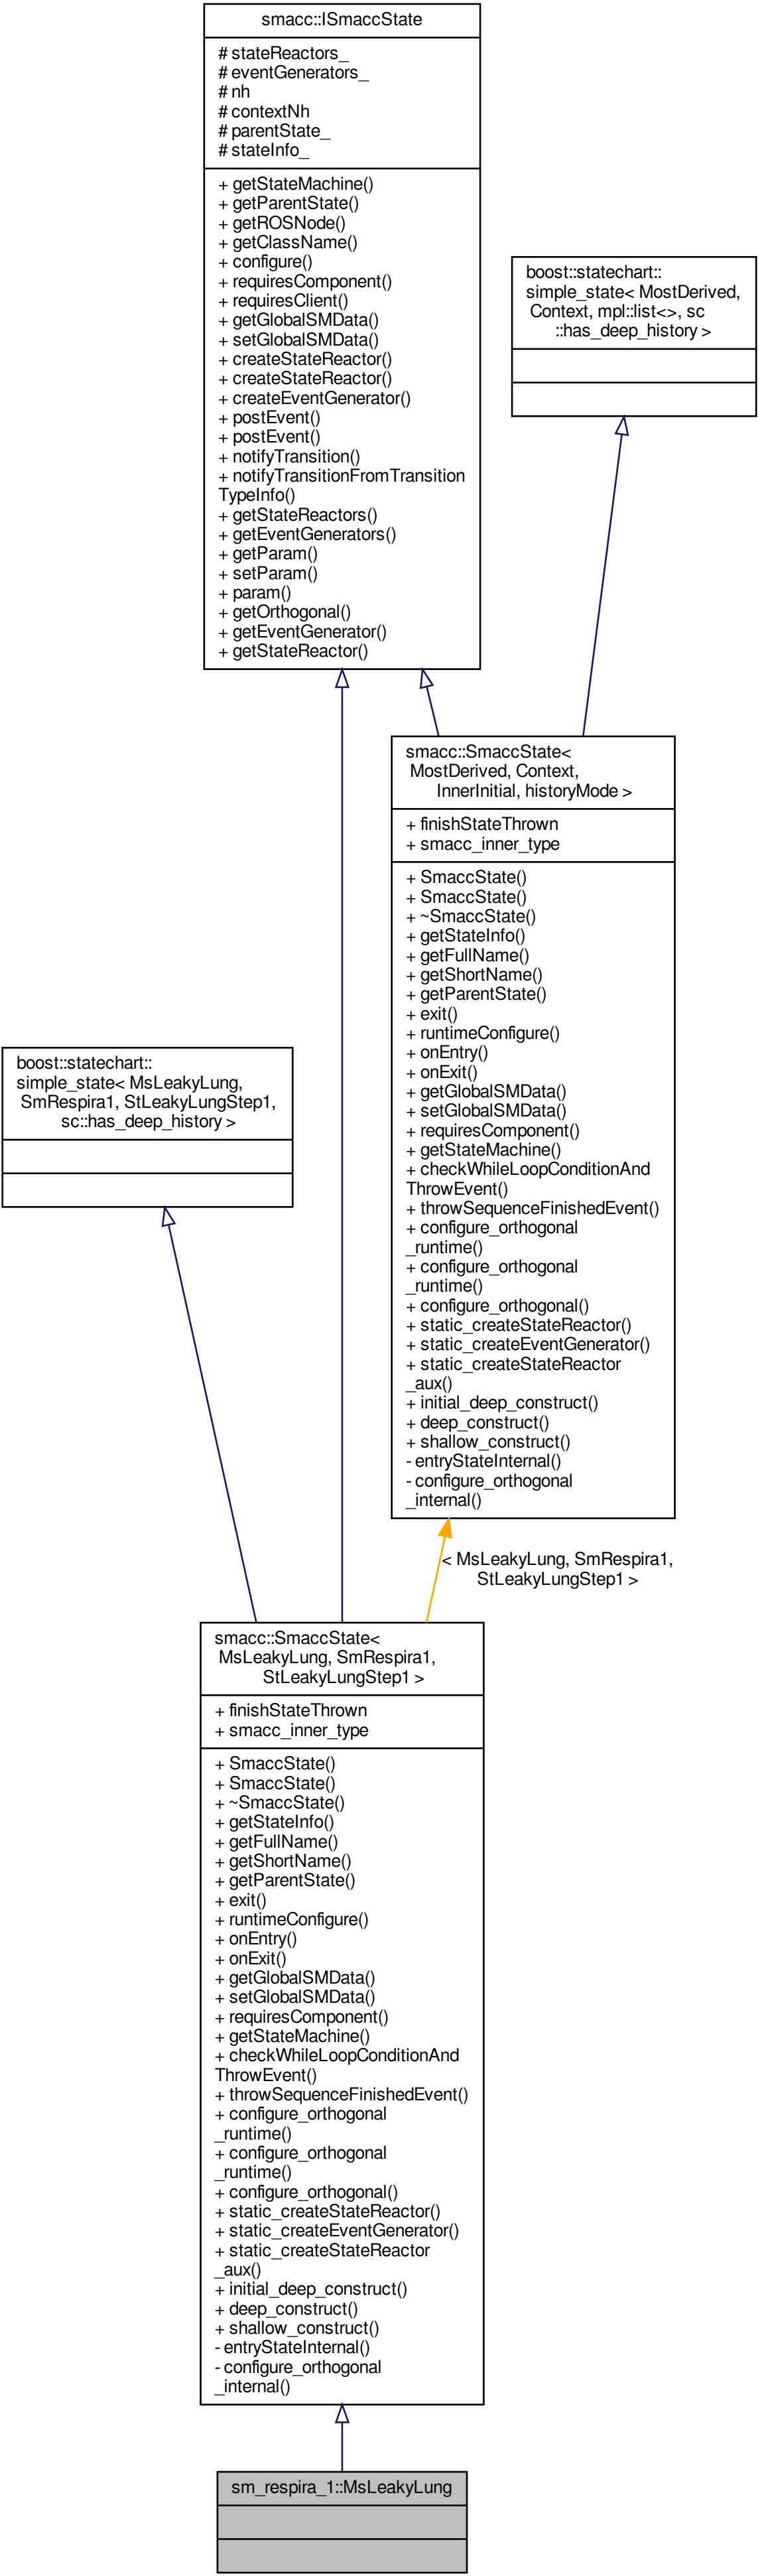 smacc::ISmaccState
# stateReactors_
# eventGenerators_
# nh
# contextNh
# parentState_
# stateInfo_
+ getStateMachine()
+ getParentState()
+ getROSNode()
+ getClassName()
+ configure()
+ requiresComponent()
+ requiresClient()
+ getGlobalSMData()
+ setGlobalSMData()
+ createStateReactor()
+ createStateReactor()
+ createEventGenerator()
+ postEvent()
+ postEvent()
+ notifyTransition()
+ notifyTransitionFromTransition
TypeInfo()
+ getStateReactors()
+ getEventGenerators()
+ getParam()
+ setParam()
+ param()
+ getOrthogonal()
+ getEventGenerator()
+ getStateReactor()
boost::statechart::
simple_state< MostDerived,
Context, mpl::list<>, sc
::has_deep_history >
smacc::SmaccState<
MostDerived, Context,
InnerInitial, historyMode >
+ finishStateThrown
+ smacc_inner_type
+ SmaccState()
+ SmaccState()
+ ~SmaccState()
+ getStateInfo()
+ getFullName()
+ getShortName()
+ getParentState()
+ exit()
+ runtimeConfigure()
+ onEntry()
+ onExit()
+ getGlobalSMData()
+ setGlobalSMData()
+ requiresComponent()
+ getStateMachine()
+ checkWhileLoopConditionAnd
ThrowEvent()
+ throwSequenceFinishedEvent()
+ configure_orthogonal
_runtime()
+ configure_orthogonal
_runtime()
+ configure_orthogonal()
+ static_createStateReactor()
+ static_createEventGenerator()
+ static_createStateReactor
_aux()
+ initial_deep_construct()
+ deep_construct()
+ shallow_construct()
- entryStateInternal()
- configure_orthogonal
_internal()
boost::statechart::
simple_state< MsLeakyLung,
SmRespira1, StLeakyLungStep1,
sc::has_deep_history >
< MsLeakyLung, SmRespira1,
StLeakyLungStep1 >
smacc::SmaccState<
MsLeakyLung, SmRespira1,
StLeakyLungStep1 >
+ finishStateThrown
+ smacc_inner_type
+ SmaccState()
+ SmaccState()
+ ~SmaccState()
+ getStateInfo()
+ getFullName()
+ getShortName()
+ getParentState()
+ exit()
+ runtimeConfigure()
+ onEntry()
+ onExit()
+ getGlobalSMData()
+ setGlobalSMData()
+ requiresComponent()
+ getStateMachine()
+ checkWhileLoopConditionAnd
ThrowEvent()
+ throwSequenceFinishedEvent()
+ configure_orthogonal
_runtime()
+ configure_orthogonal
_runtime()
+ configure_orthogonal()
+ static_createStateReactor()
+ static_createEventGenerator()
+ static_createStateReactor
_aux()
+ initial_deep_construct()
+ deep_construct()
+ shallow_construct()
- entryStateInternal()
- configure_orthogonal
_internal()
sm_respira_1::MsLeakyLung